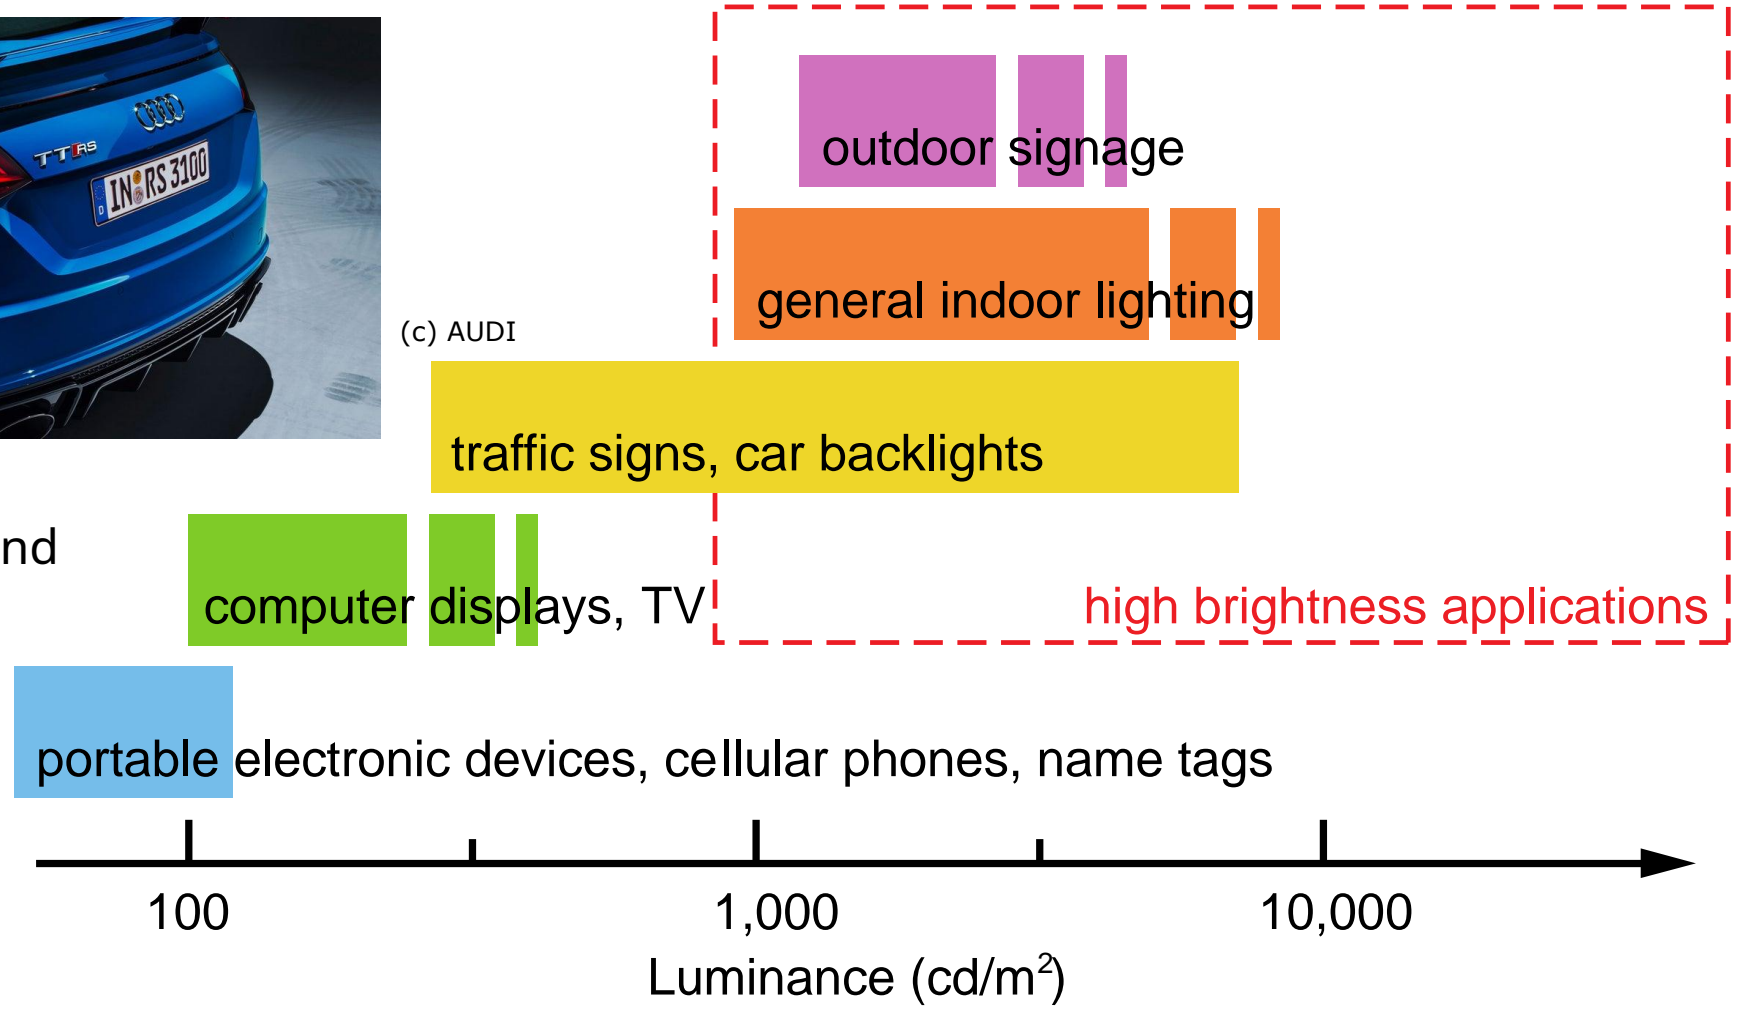 TT RS
IN RS 3100
D
(c) AUDI
outdoor signage
general indoor lighting
traffic signs, car backlights
nd
computer displays, TV
high brightness applications
portable electronic devices, cellular phones, name tags
100 1,000 10,000
Luminance (cd/m²)